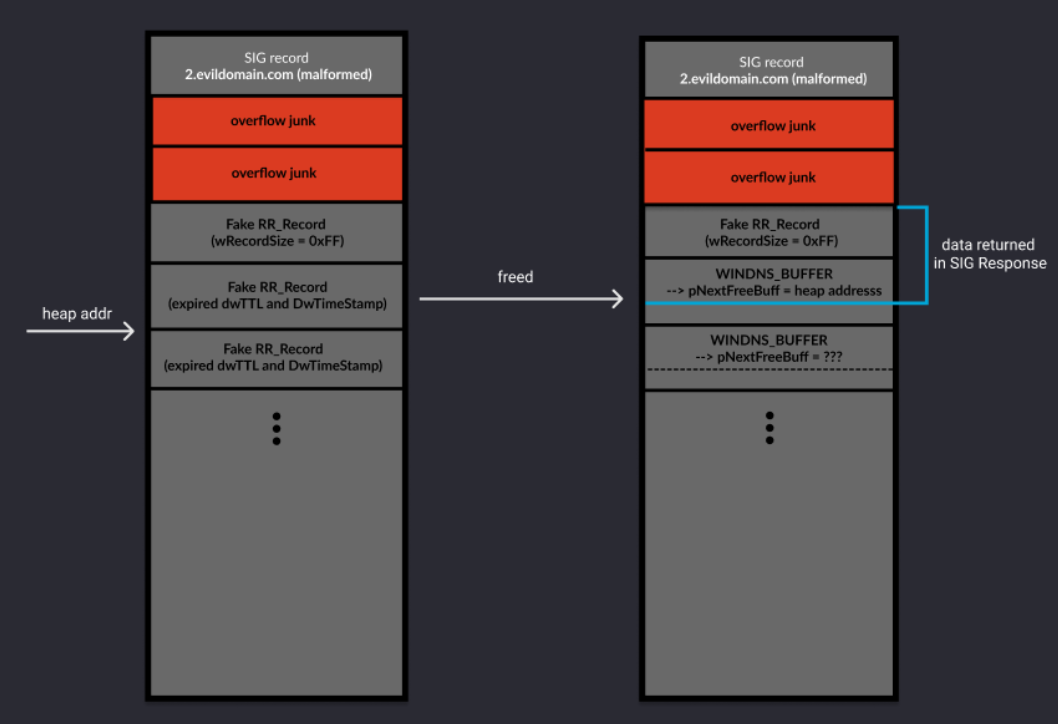 SIG record
2.evildomain.com (malformed)
overflow junk
overflow junk
Fake RR_Record
(wRecordSize = 0xFF)
Fake RR_Record
(expired dwTTL and DwTimeStamp)
Fake RR_Record
(expired dwTTL and DwTimeStamp)
heap addr
freed
SIG record
2.evildomain.com (malformed)
overflow junk
overflow junk
Fake RR_Record
(wRecordSize = 0xFF)
WINDNS_BUFFER
--> pNextFreeBuff = heap addresss
WINDNS_BUFFER
--> pNextFreeBuff = ???
data returned
in SIG Response